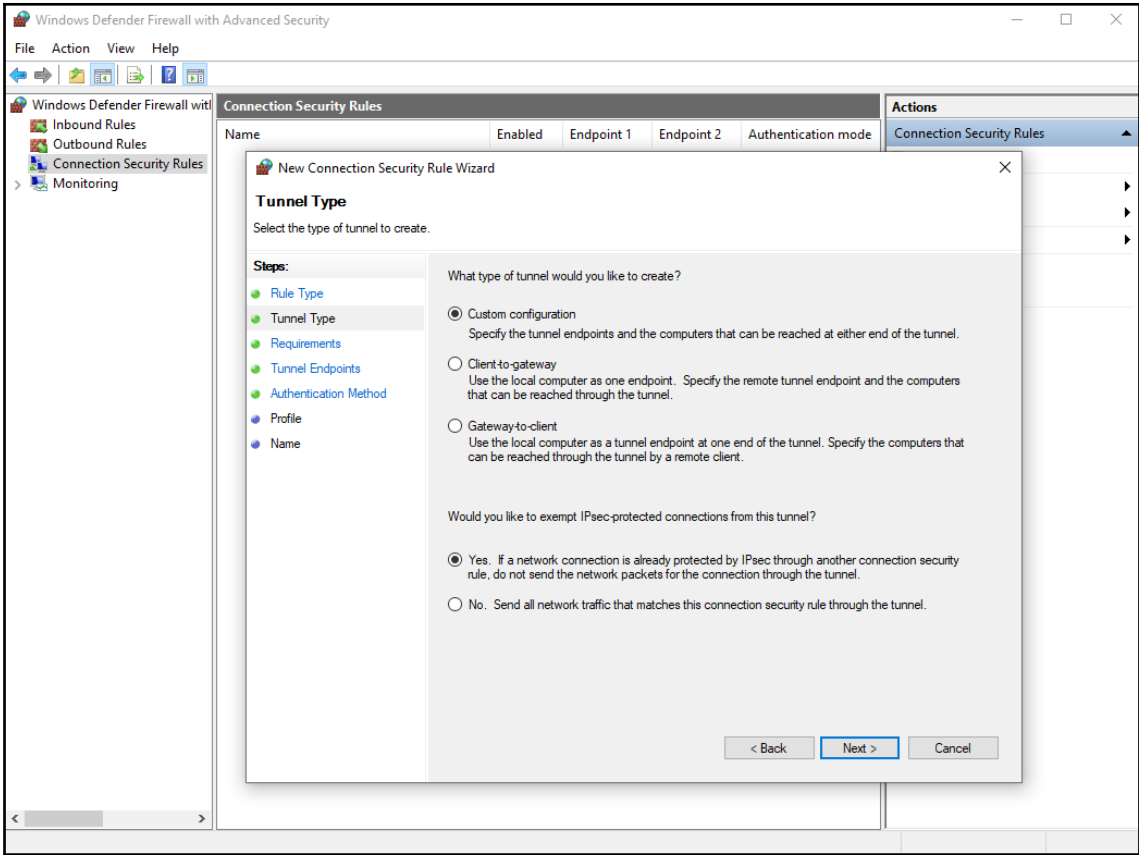 Windows Defender Firewall with Advanced Security
File Action View Help
Windows Defender Firewall witl
Inbound Rules
Outbound Rules
Connection Security Rules
Monitoring
Connection Security Rules
Name Enabled Endpoint 1 Endpoint 2 Authentication mode
Actions
Connection Security Rules
New Connection Security Rule Wizard
Tunnel Type
Select the type of tunnel to create.
Steps:
Rule Type
Tunnel Type
Requirements
Tunnel Endpoints
Authentication Method
Profile
Name
What type of tunnel would you like to create?
Custom configuration
Specify the tunnel endpoints and the computers that can be reached at either end of the tunnel.
Client-to-gateway
Use the local computer as one endpoint. Specify the remote tunnel endpoint and the computers
that can be reached through the tunnel.
Gateway-to-client
Use the local computer as a tunnel endpoint at one end of the tunnel. Specify the computers that
can be reached through the tunnel by a remote client.
Would you like to exempt IPsec-protected connections from this tunnel?
Yes. If a network connection is already protected by IPsec through another connection security
rule, do not send the network packets for the connection through the tunnel.
No. Send all network traffic that matches this connection security rule through the tunnel.
< Back Next > Cancel